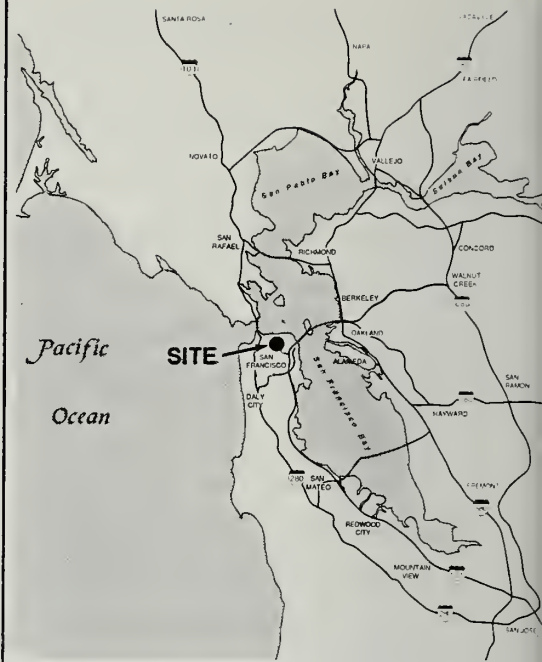 SANTA ROSA
NAPA
101
NOVATO
VALLEJO
San Pablo Bay
Suisun Bay
SAN
RAFAEL
RICHMOND
CONCORD
WALNUT
CREEK
BERKELEY
680
OAKLAND
Pacific
Ocean
SITE
SAN
FRANCISCO
ALAMEDA
DALY
CITY
San Francisco Bay
SAN
RAMON
HAYWARD
280
SAN
MATEO
FREMONT
REDWOOD
CITY
MOUNTAIN
VIEW
SAN JOSE